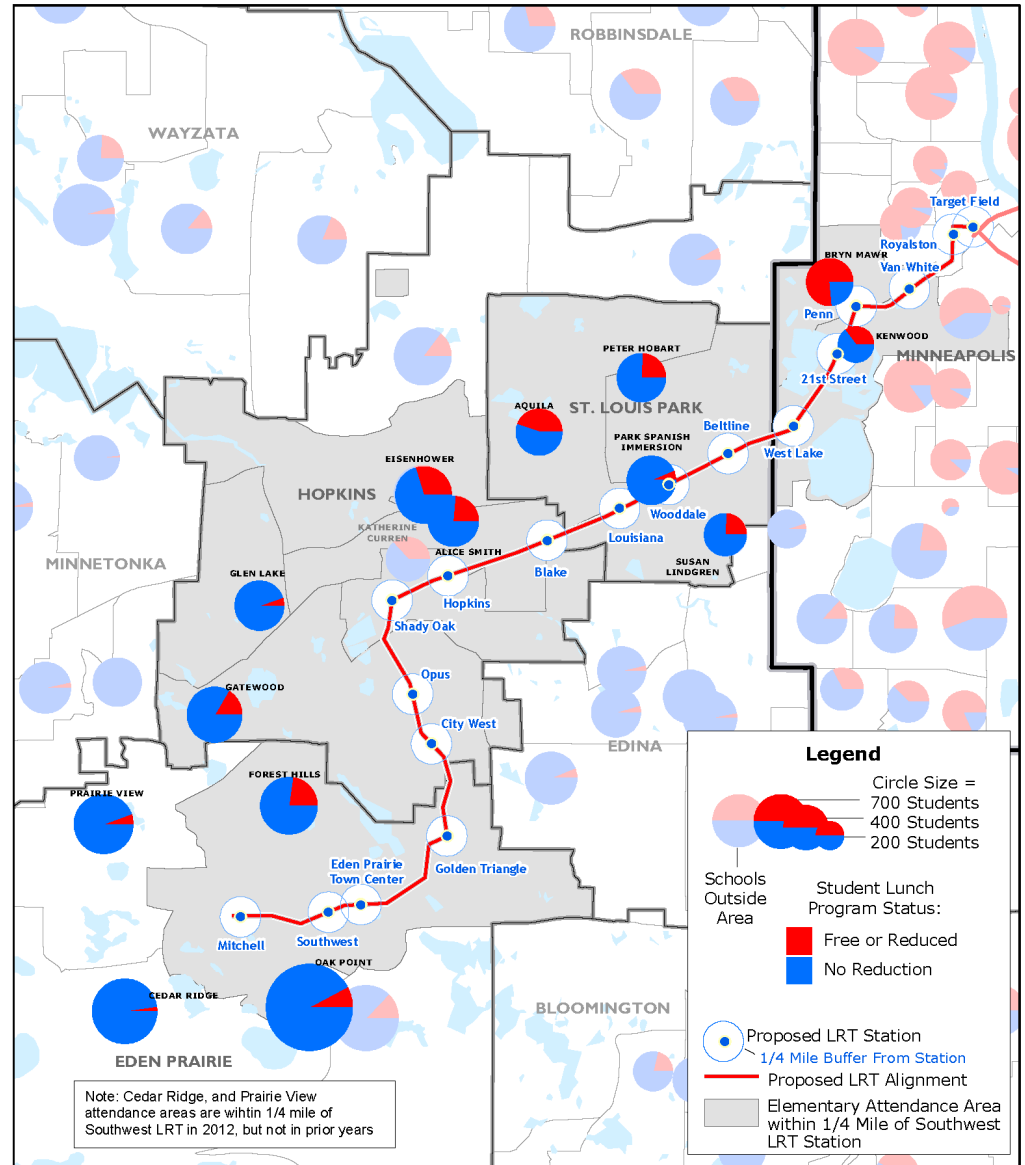 ROBBINSDALE
WAYZATA
Target Field
Royalston
BRYN MAWR
Van White
Penn
KENWOOD
MINNEAPOLIS
PETER HOBART
21st Street
AQUILA
ST. LOUIS PARK
Beltline
West Lake
PARK SPANISH
IMMERSION
EISENHOWER
HOPKINS
Wooddale
KATHERINE
CURREN
Louisiana
ALICE SMITH
MINNETONKA
SUSAN
LINDGREN
GLEN LAKE
Blake
Hopkins
Shady Oak
Opus
GATEWOOD
City West
EDINA
FOREST HILLS
PRAIRIE VIEW
Eden Prairie
Town Center
Golden Triangle
Mitchell
Southwest
OAK POINT
CEDAR RIDGE
BLOOMINGTON
EDEN PRAIRIE
Note: Cedar Ridge, and Prairie View
attendance areas are wihtin 1/4 mile of
Southwest LRT in 2012, but not in prior years
Legend
Circle Size =
700 Students
400 Students
200 Students
Schools
Outside
Area
Student Lunch
Program Status:
Free or Reduced
No Reduction
Proposed LRT Station
1/4 Mile Buffer From Station
Proposed LRT Alignment
Elementary Attendance Area
within 1/4 Mile of Southwest
LRT Station